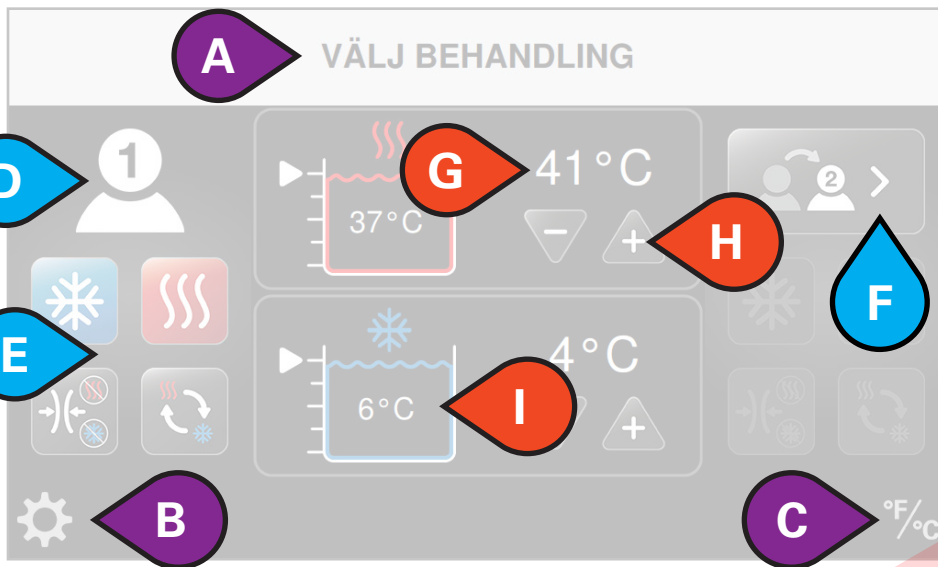 A VÄLJ BEHANDLING
D 1
G 41°C
2
37°C
− + H
F
E
4°C
6°C
I
+
B
C °F/°C